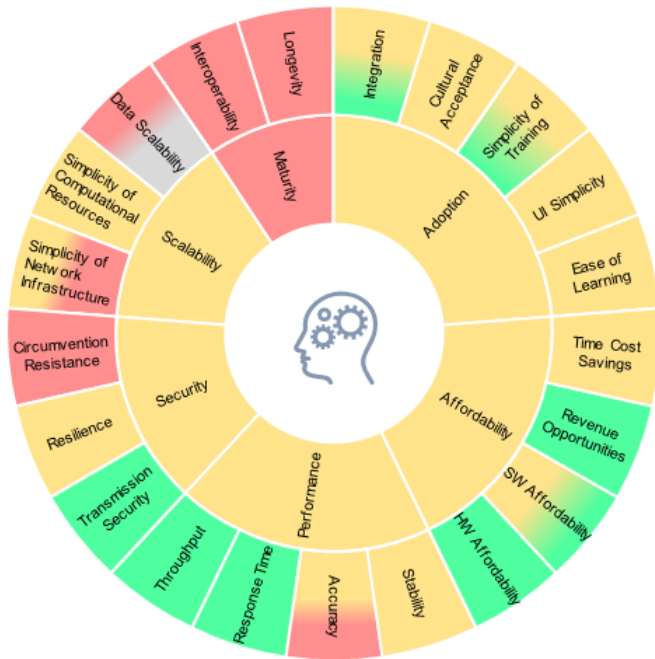 Integration
Cultural
Acceptance
Simplicity of
Training
UI Simplicity
Ease of
Learning
Time Cost
Savings
Revenue
Opportunities
SW Affordability
HW Affordability
Stability
Accuracy
Response Time
Throughput
Transmission
Security
Resilience
Circumvention
Resistance
Simplicity of
Network
Infrastructure
Simplicity of
Computational
Resources
Data Scalability
Interoperability
Longevity
Adoption
Affordability
Performance
Security
Scalability
Maturity